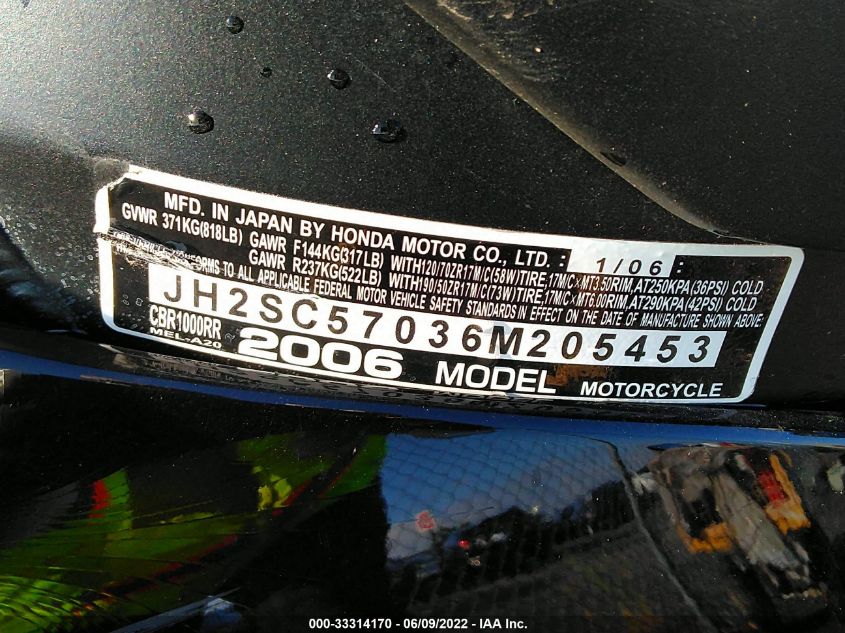 MFD. IN JAPAN BY HONDA MOTOR CO., LTD. : 1/06 :
GVWR 371KG(818LB) GAWR F144KG(317LB) WITH120/70ZR17M/C(58W)TIRE,17M/C×MT3.50RIM,AT250KPA(36PSI) COLD
GAWR R237KG(522LB) WITH190/50ZR17M/C(73W)TIRE,17M/C×MT6.00RIM,AT290KPA(42PSI) COLD
CONFORMS TO ALL APPLICABLE FEDERAL MOTOR VEHICLE SAFETY STANDARDS IN EFFECT ON THE DATE OF MANUFACTURE SHOWN ABOVE.
JH2SC57036M205453
CBR1000RR
MEL-A20 2006 MODEL MOTORCYCLE
000-33314170 - 06/09/2022 - IAA Inc.